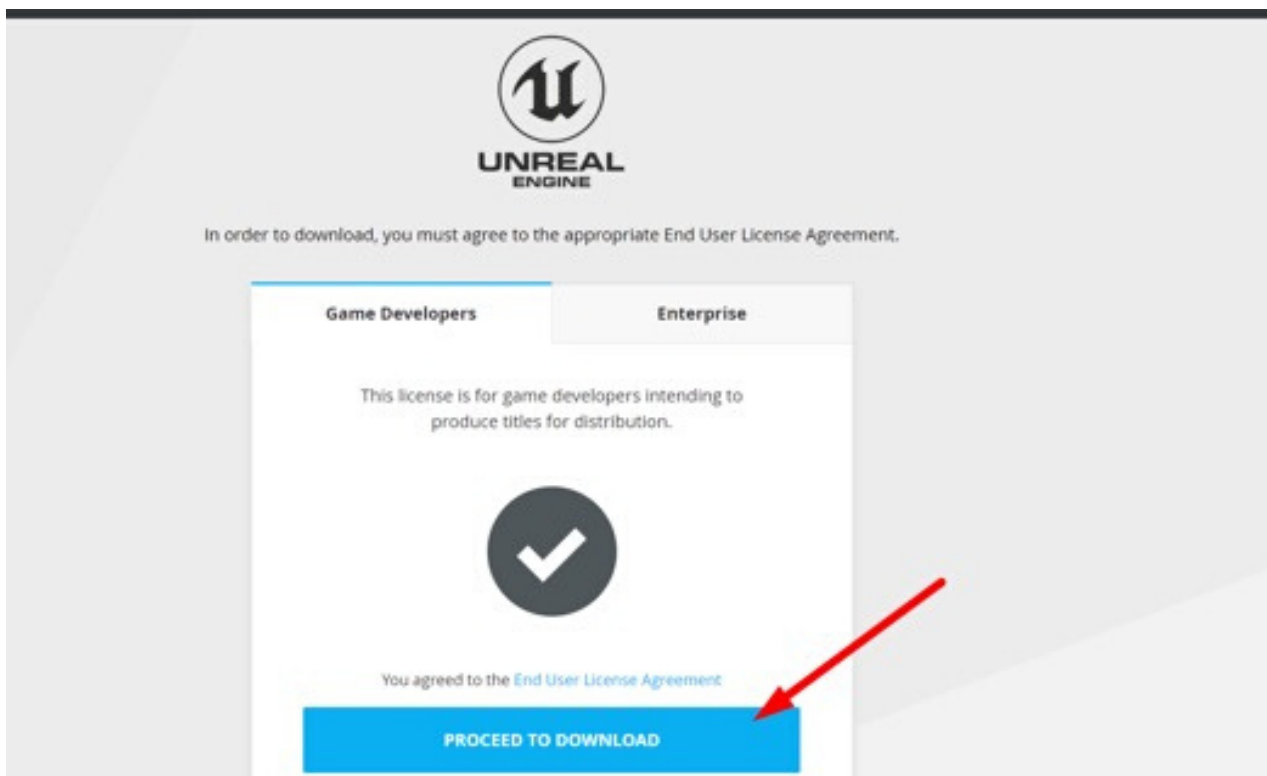 UNREAL
ENGINE
In order to download, you must agree to the appropriate End User License Agreement.
Game Developers
Enterprise
This license is for game developers intending to
produce titles for distribution.
You agreed to the End User License Agreement
PROCEED TO DOWNLOAD